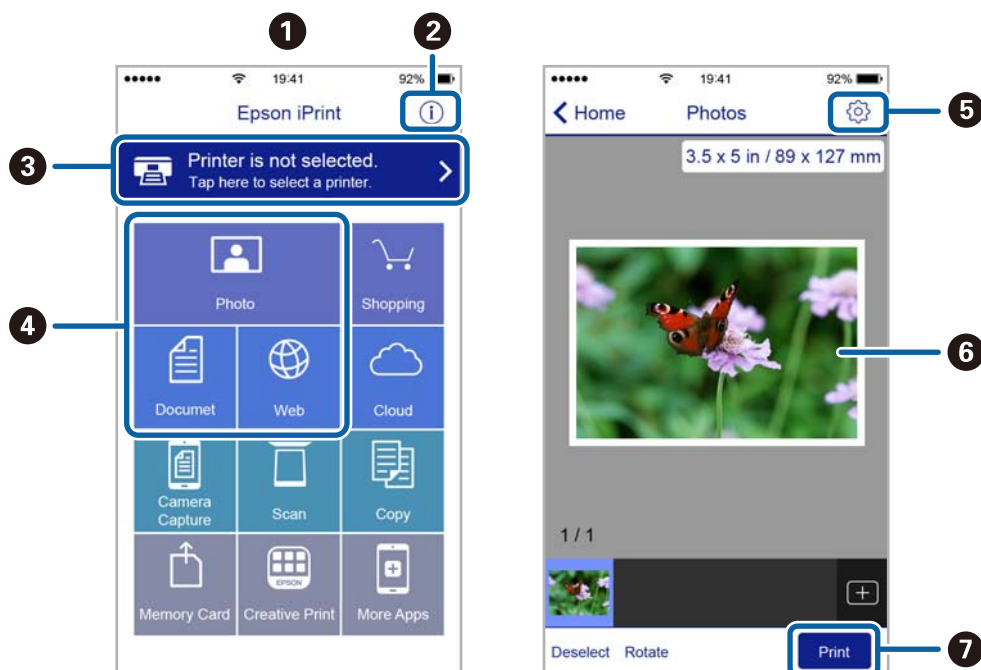 1
2
19:41
92%
Epson iPrint
3
Printer is not selected.
Tap here to select a printer.
4
Photo
Shopping
Documet
Web
Cloud
Camera
Capture
Scan
Copy
EPSON
Memory Card
Creative Print
More Apps
19:41
92%
Home
Photos
5
3.5 x 5 in / 89 x 127 mm
6
1 / 1
Deselect
Rotate
Print
7